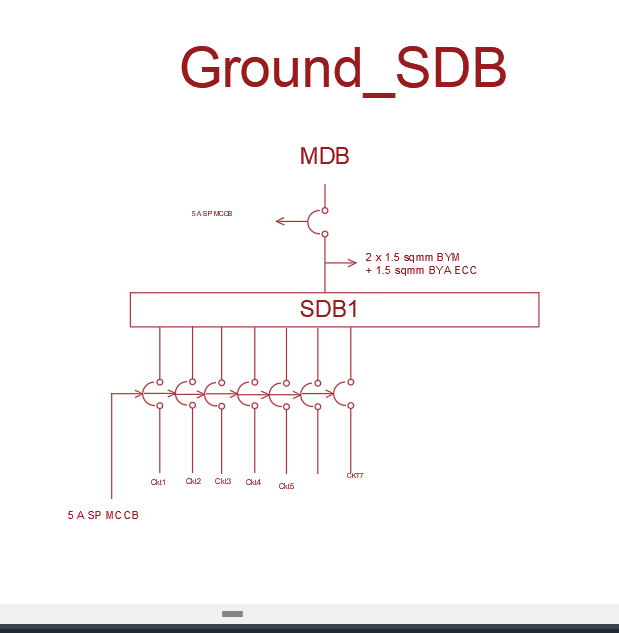 Ground_SDB
MDB
5 A SP MCCB
2 x 1.5 sqmm BYM
+ 1.5 sqmm BYA ECC
SDB1
Ckt1
Ckt2
Ckt3
Ckt4
Ckt5
CKT7
5 A SP MCCB